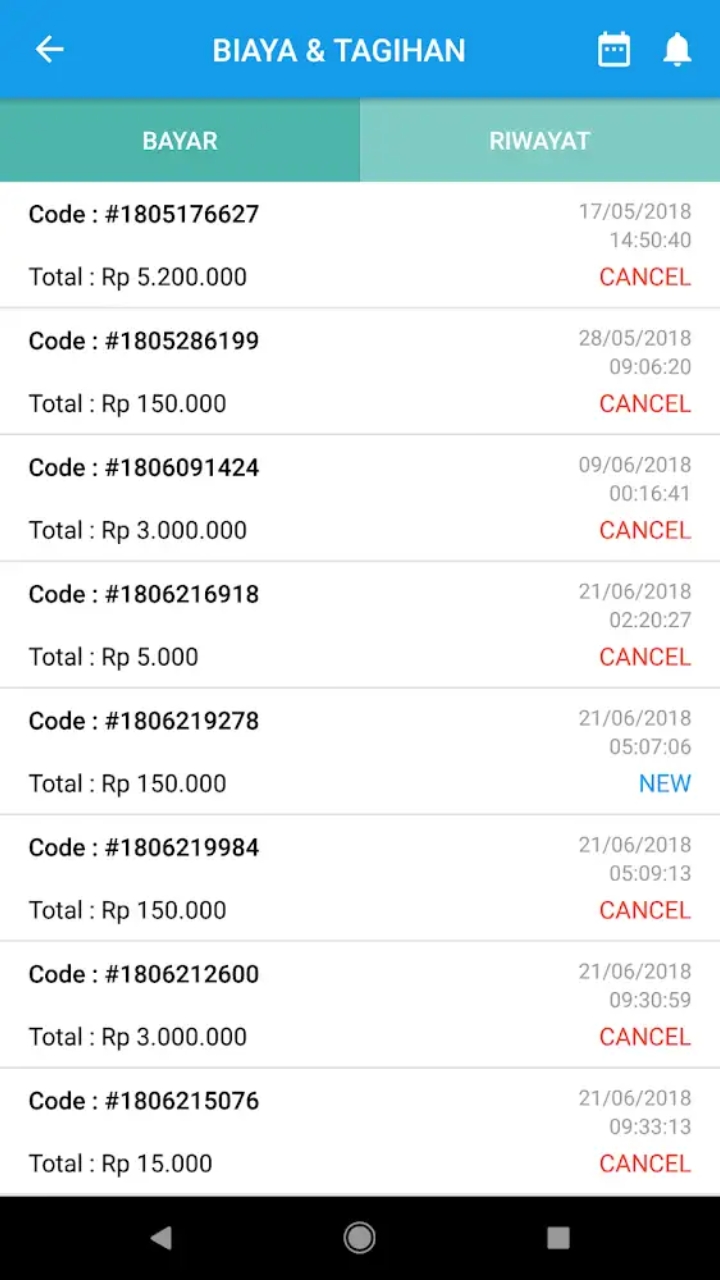 BIAYA & TAGIHAN
BAYAR
RIWAYAT
Code : #1805176627
17/05/2018
14:50:40
Total : Rp 5.200.000
CANCEL
Code : #1805286199
28/05/2018
09:06:20
Total : Rp 150.000
CANCEL
Code : #1806091424
09/06/2018
00:16:41
Total : Rp 3.000.000
CANCEL
Code : #1806216918
21/06/2018
02:20:27
Total : Rp 5.000
CANCEL
Code : #1806219278
21/06/2018
05:07:06
Total : Rp 150.000
NEW
Code : #1806219984
21/06/2018
05:09:13
Total : Rp 150.000
CANCEL
Code : #1806212600
21/06/2018
09:30:59
Total : Rp 3.000.000
CANCEL
Code : #1806215076
21/06/2018
09:33:13
Total : Rp 15.000
CANCEL